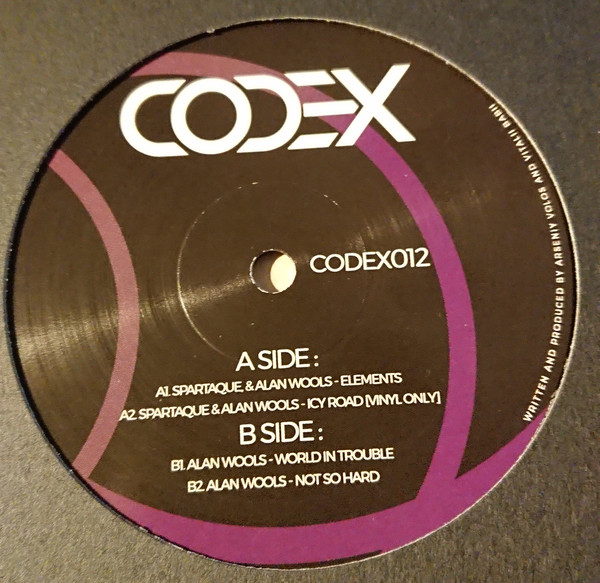 CODEX
CODEX012
A SIDE :
A1. SPARTAQUE, & ALAN WOOLS - ELEMENTS
A2. SPARTAQUE & ALAN WOOLS - ICY ROAD [VINYL ONLY]
B SIDE :
B1. ALAN WOOLS - WORLD IN TROUBLE
B2. ALAN WOOLS - NOT SO HARD
WRITTEN AND PRODUCED BY ARSENIY VOLOS AND VITALII BABII